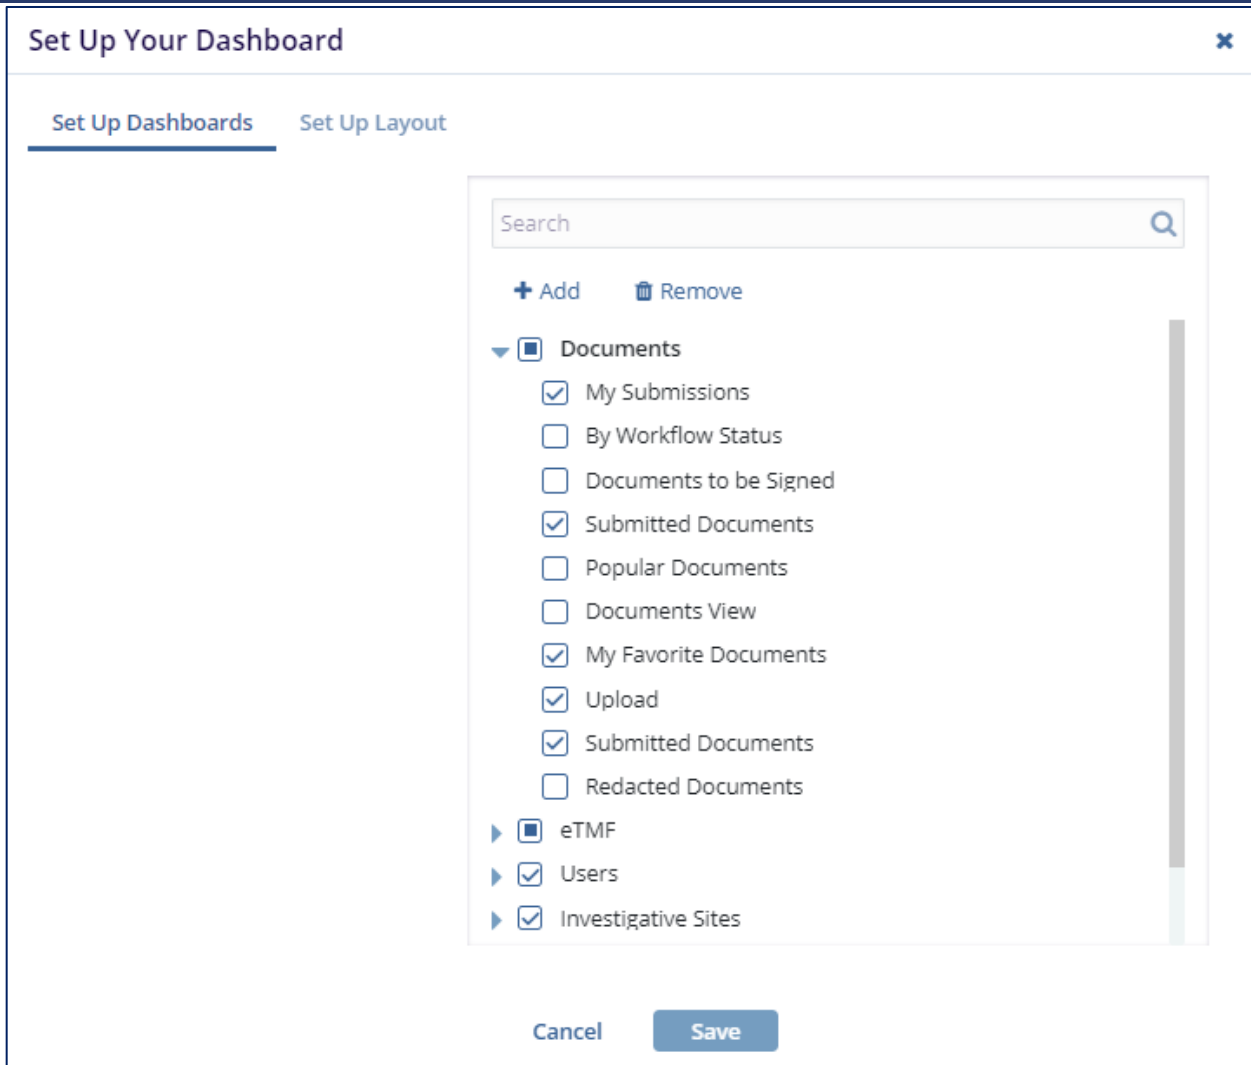 Set Up Your Dashboard
Set Up Dashboards Set Up Layout
Search
Add Remove
Documents
My Submissions
By Workflow Status
Documents to be Signed
Submitted Documents
Popular Documents
Documents View
My Favorite Documents
Upload
Submitted Documents
Redacted Documents
eTMF
Users
Investigative Sites
Cancel Save